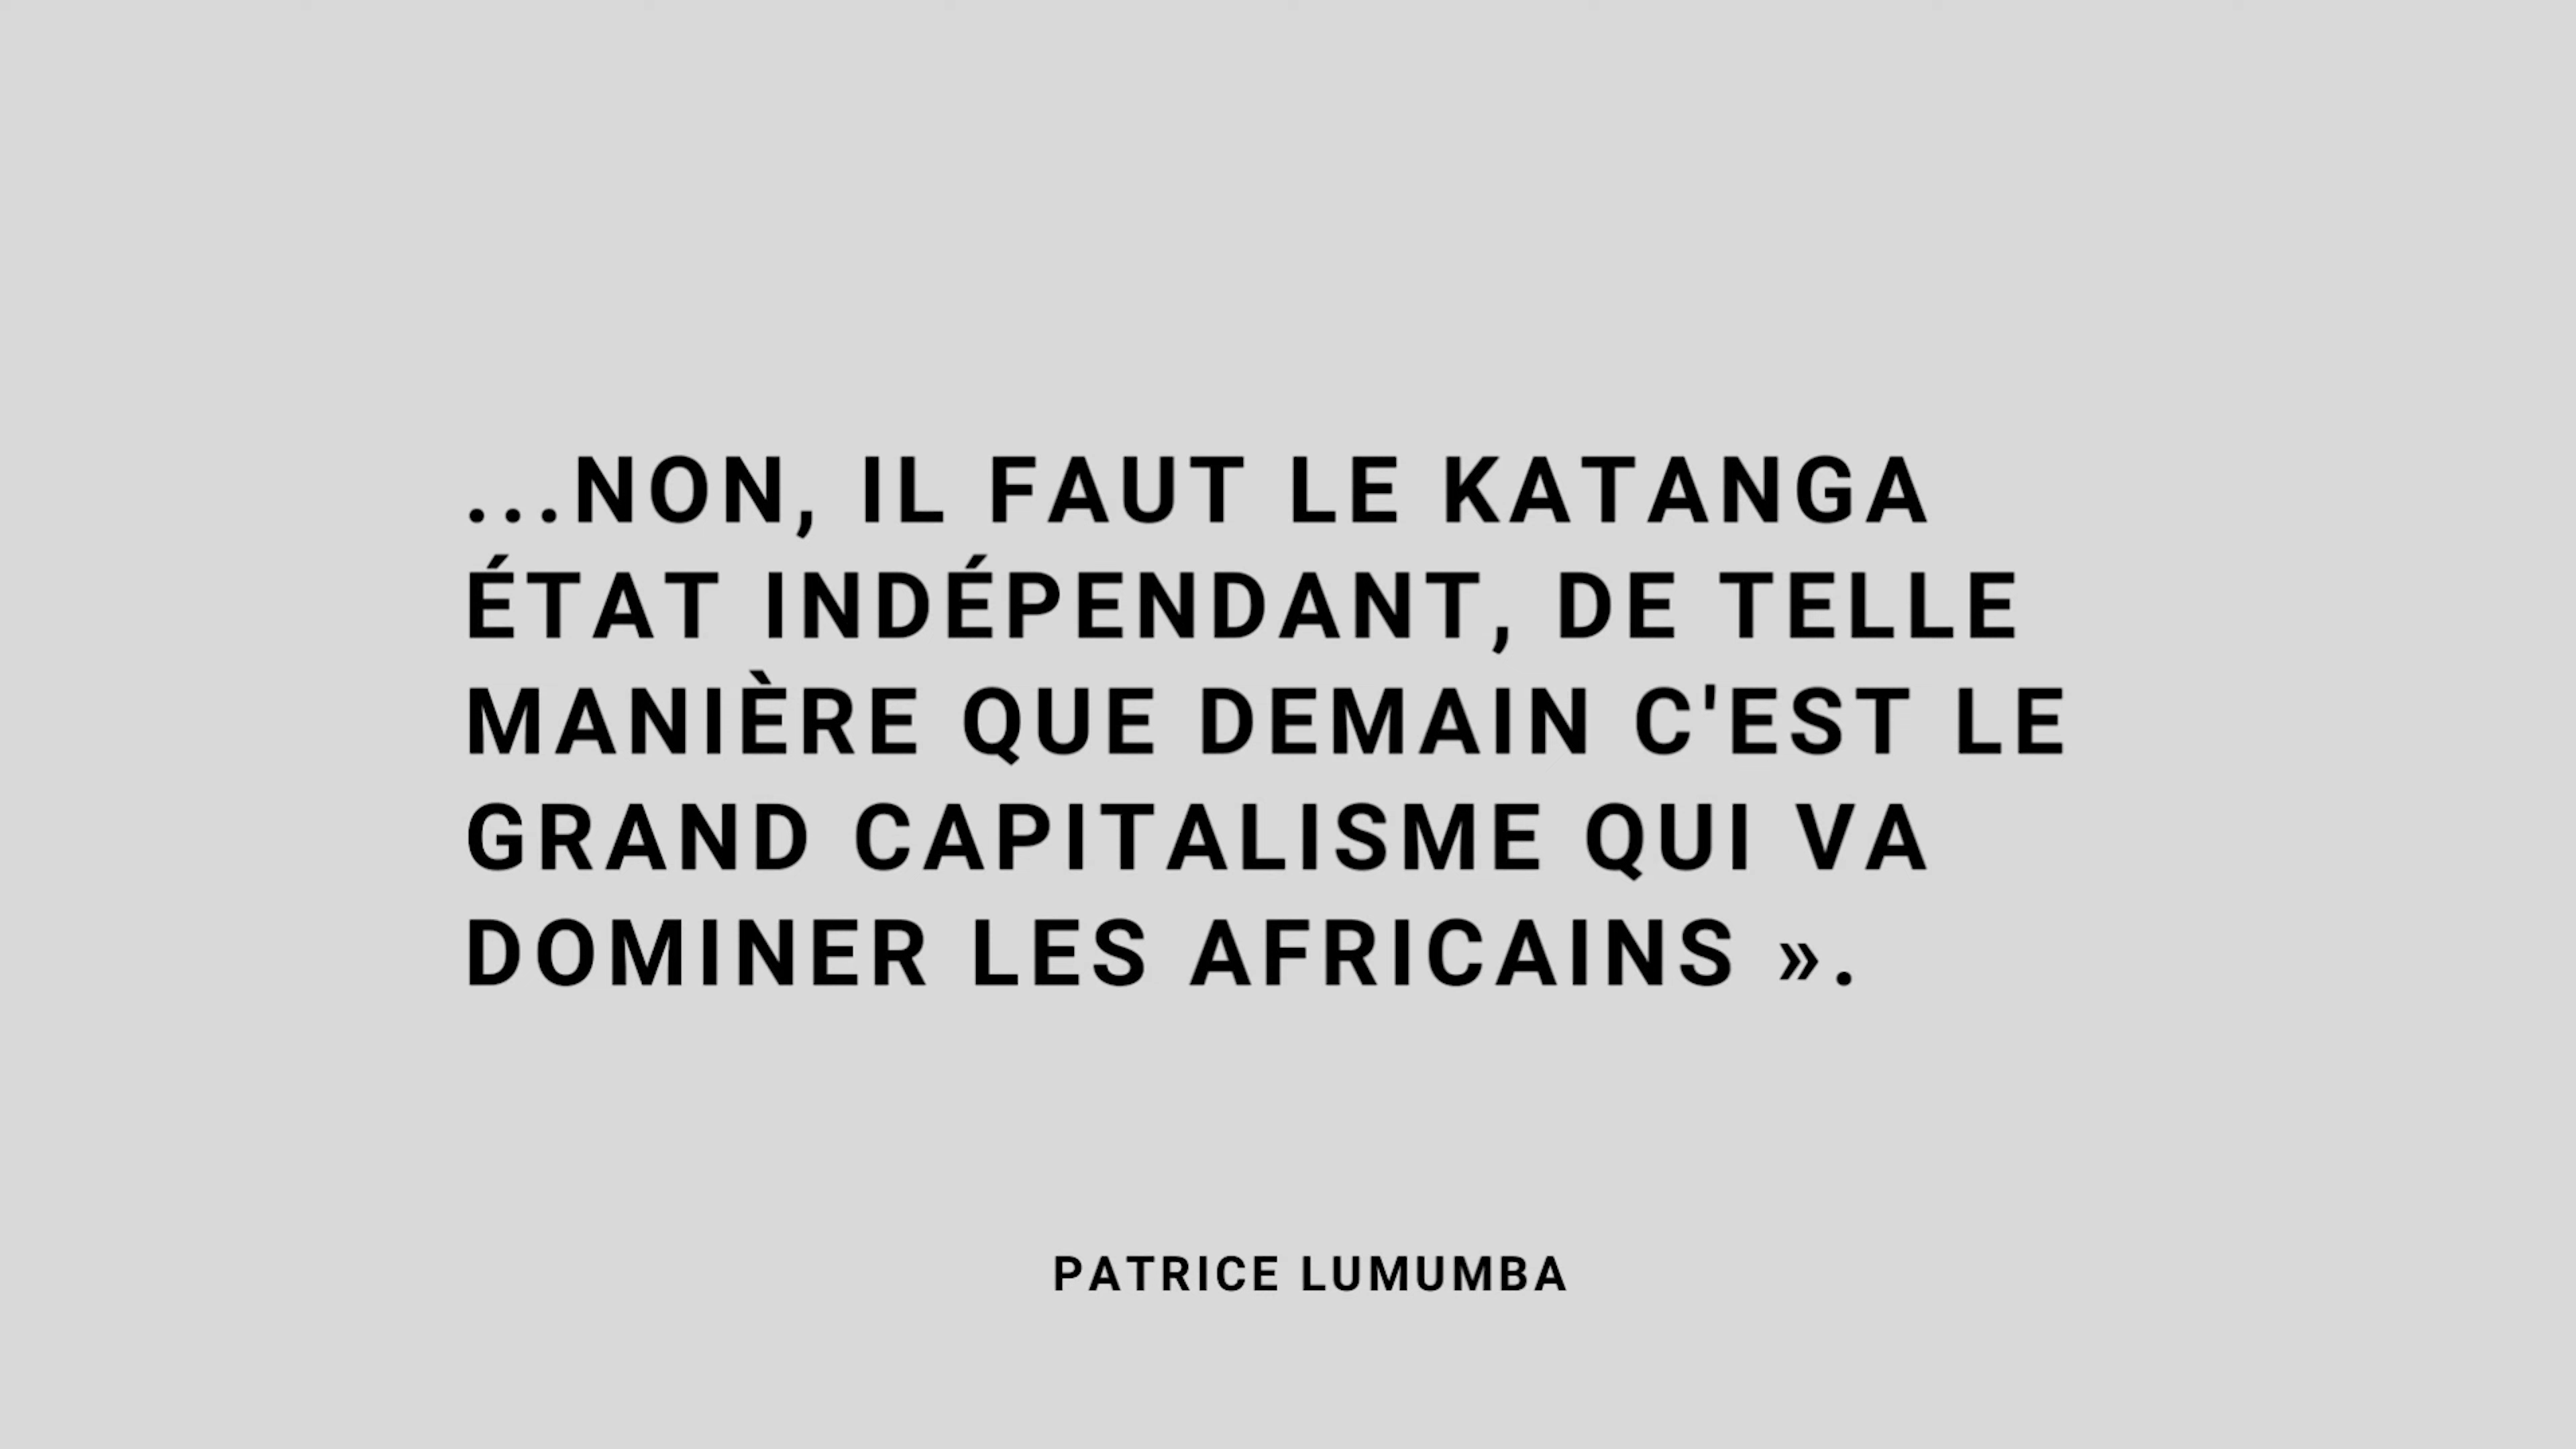 ...NON, IL FAUT LE KATANGA
ÉTAT INDÉPENDANT, DE TELLE
MANIÈRE QUE DEMAIN C'EST LE
GRAND CAPITALISME QUI VA
DOMINER LES AFRICAINS ».
PATRICE LUMUMBA